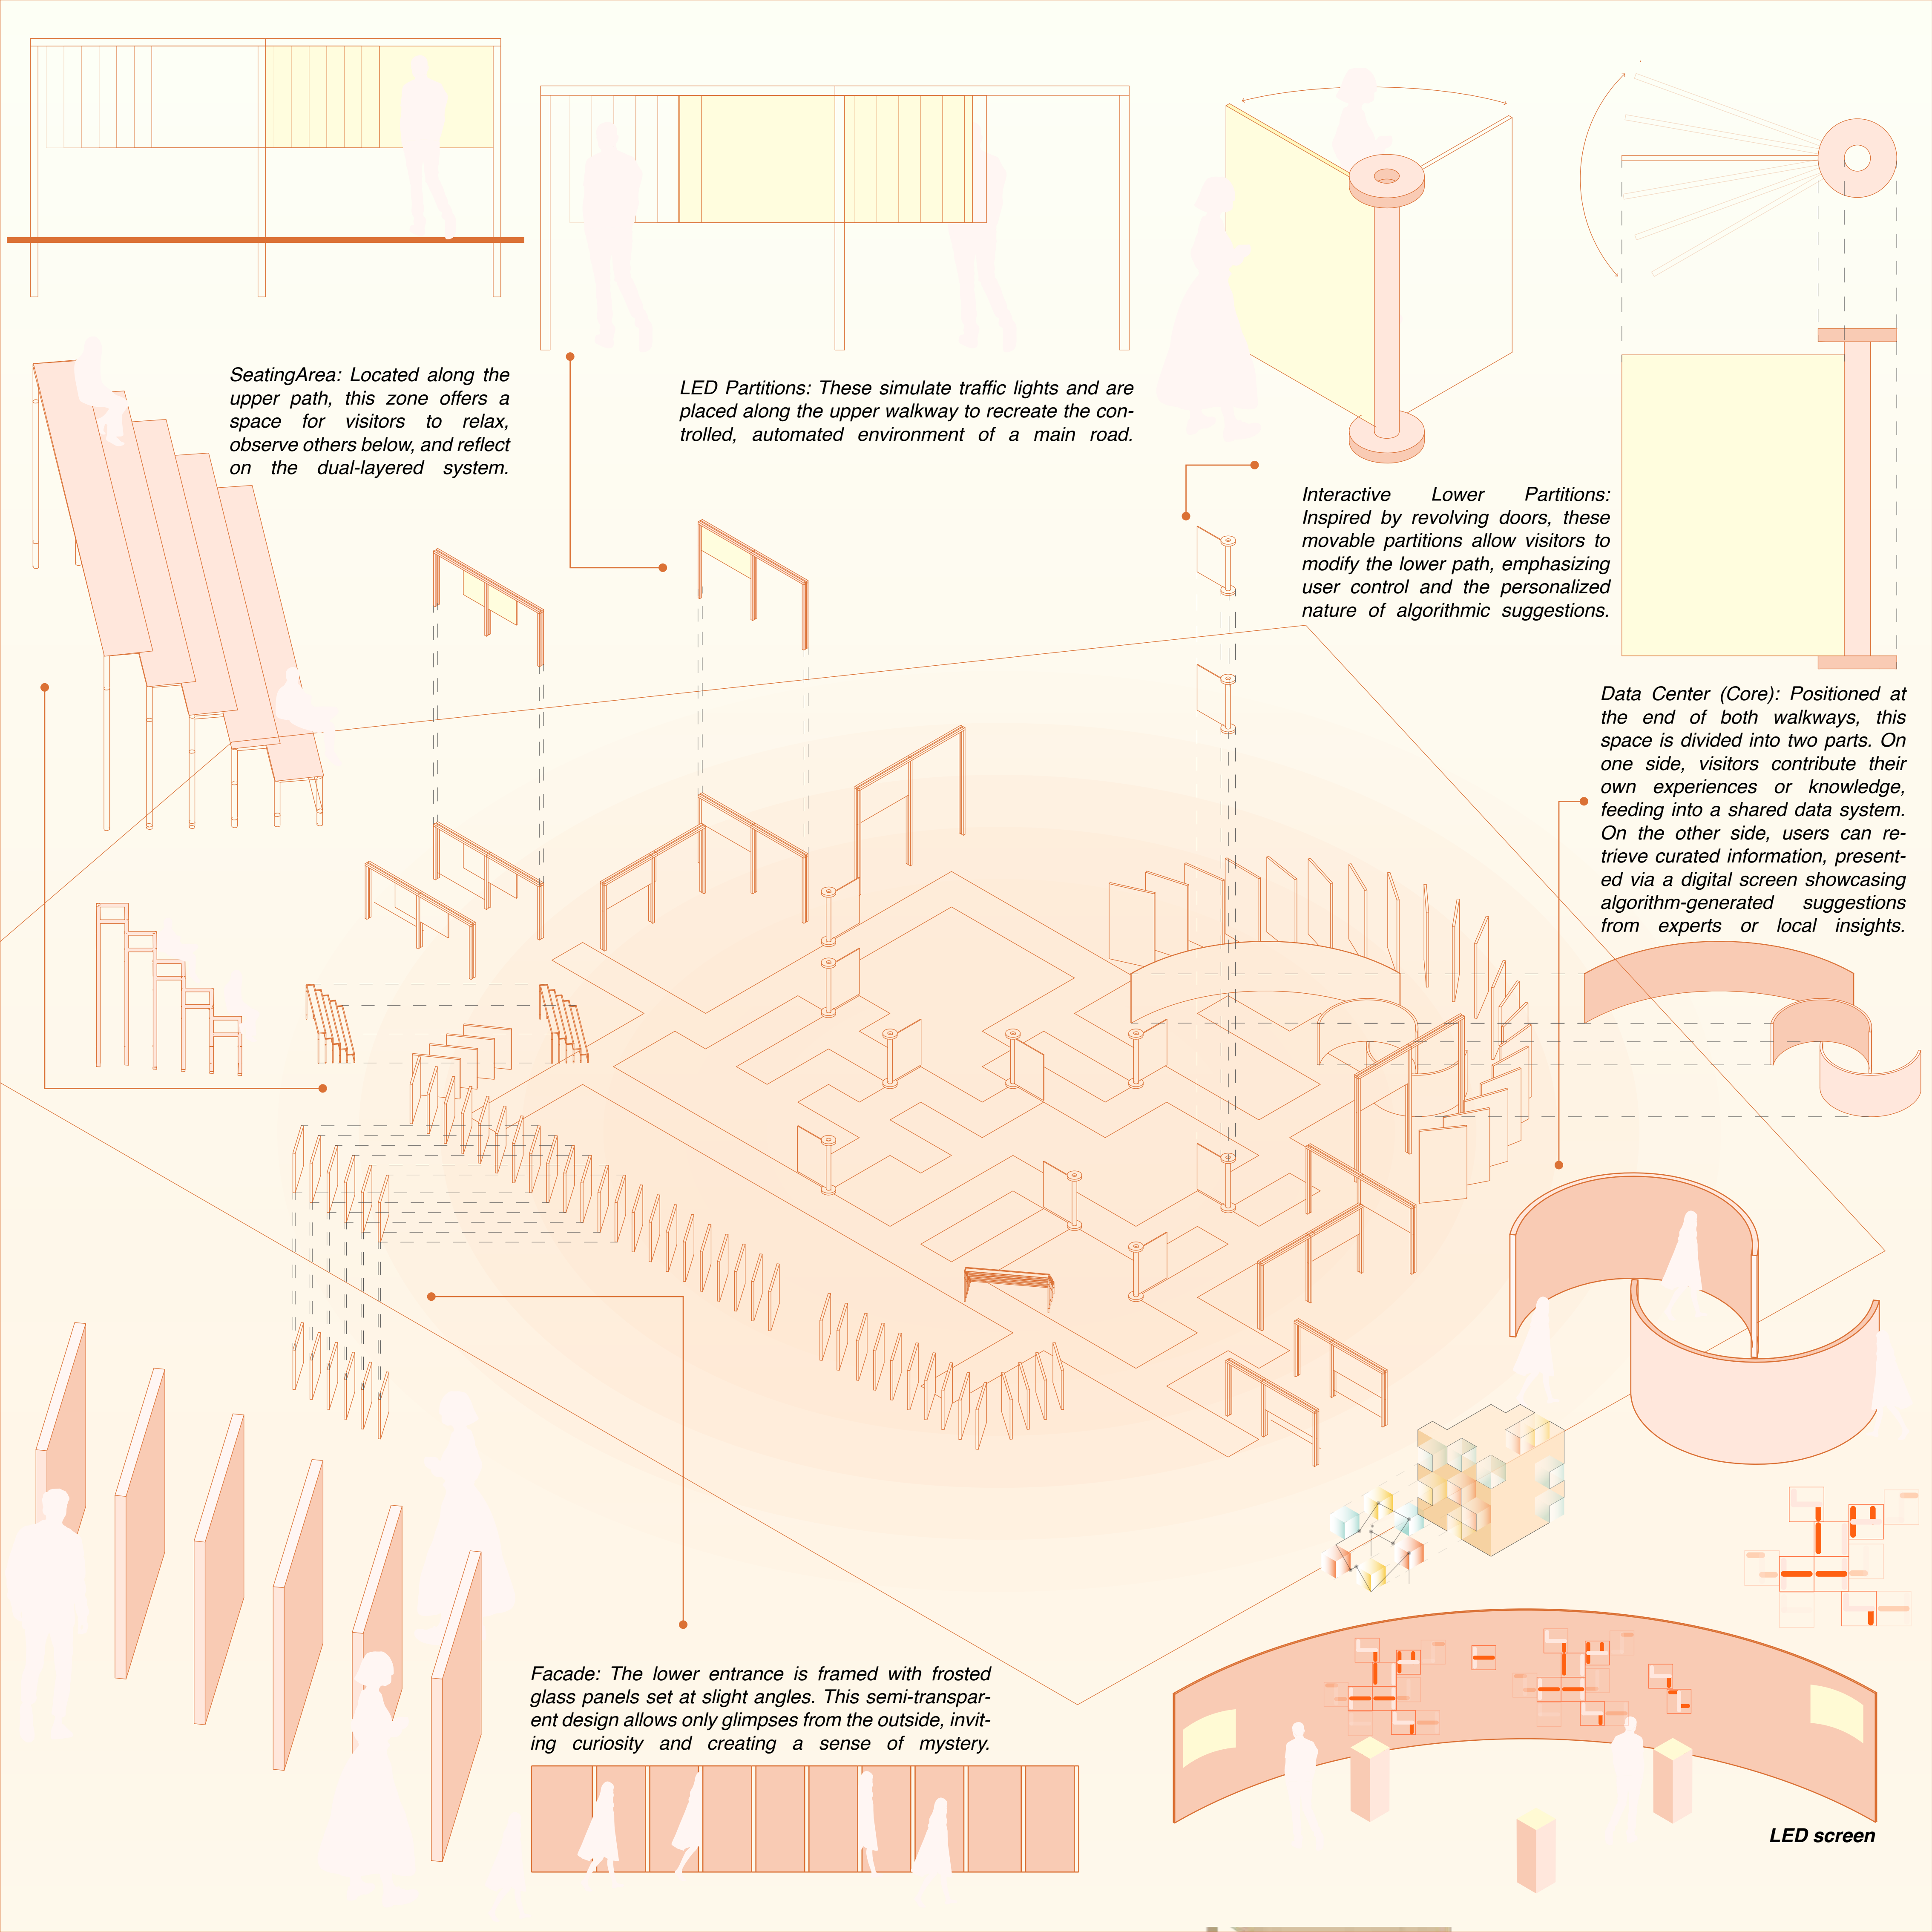 SeatingArea: Located along the
upper path, this zone offers a
space for visitors to relax,
observe others below, and reflect
on the dual-layered system.
LED Partitions: These simulate traffic lights and are
placed along the upper walkway to recreate the con-
trolled, automated environment of a main road.
Interactive Lower Partitions:
Inspired by revolving doors, these
movable partitions allow visitors to
modify the lower path, emphasizing
user control and the personalized
nature of algorithmic suggestions.
Data Center (Core): Positioned at
the end of both walkways, this
space is divided into two parts. On
one side, visitors contribute their
own experiences or knowledge,
feeding into a shared data system.
On the other side, users can re-
trieve curated information, present-
ed via a digital screen showcasing
algorithm-generated suggestions
from experts or local insights.
Facade: The lower entrance is framed with frosted
glass panels set at slight angles. This semi-transpar-
ent design allows only glimpses from the outside, invit-
ing curiosity and creating a sense of mystery.
LED screen